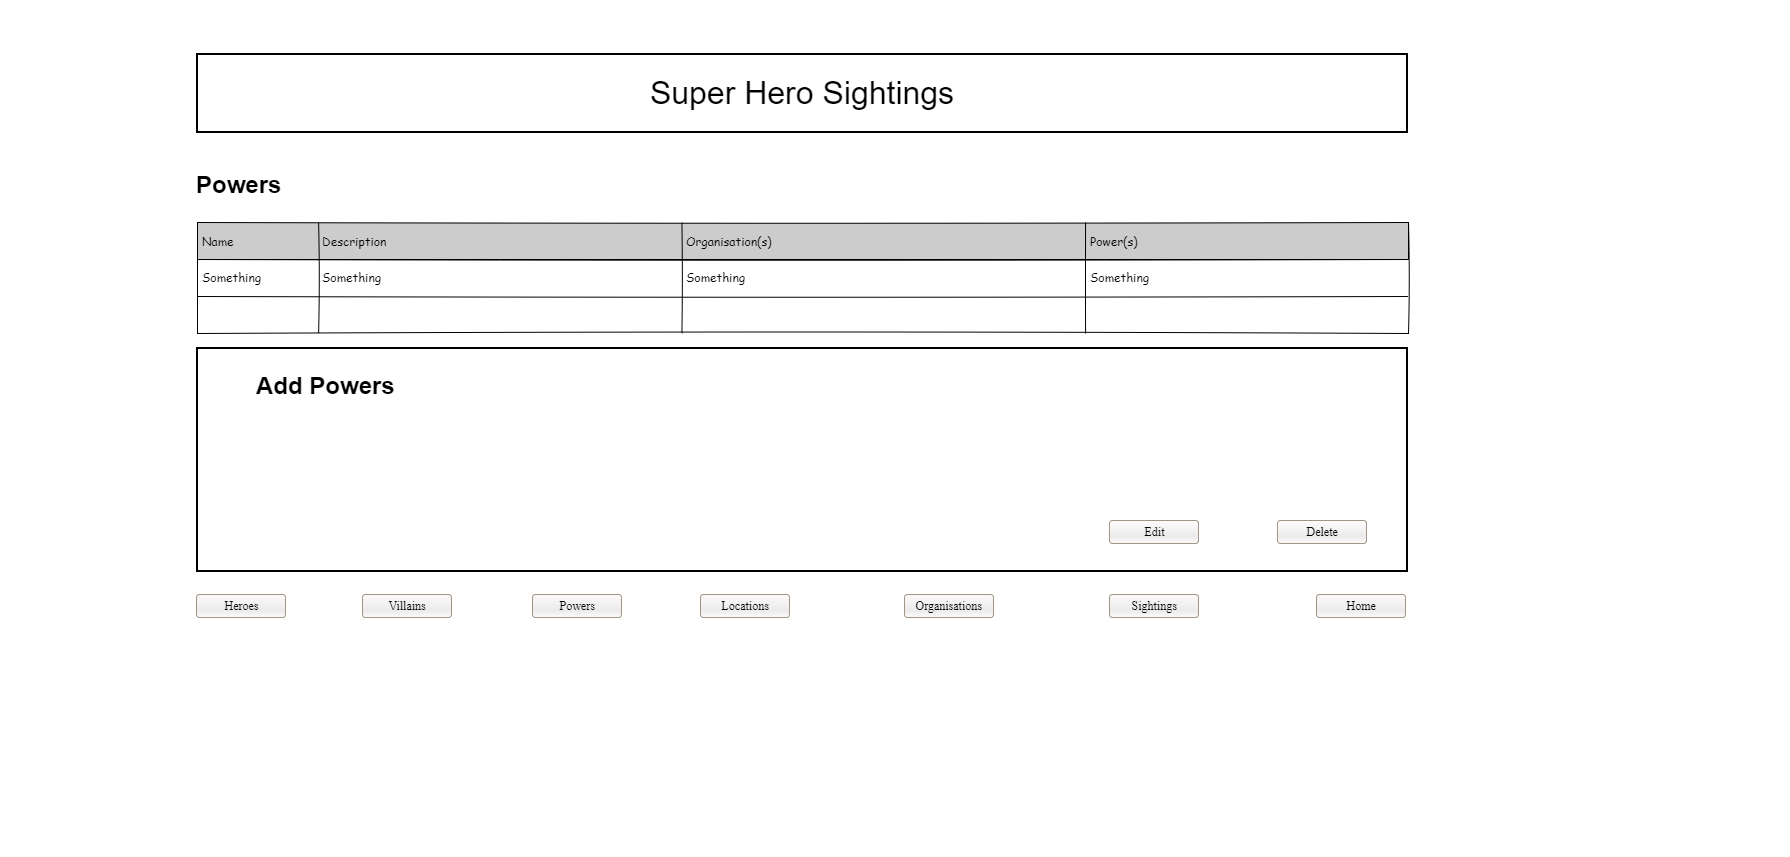 Super Hero Sightings
Powers
Name Description Organisation(s) Power(s)
Something Something Something Something
Add Powers
Edit Delete
Heroes Villains Powers Locations Organisations Sightings Home